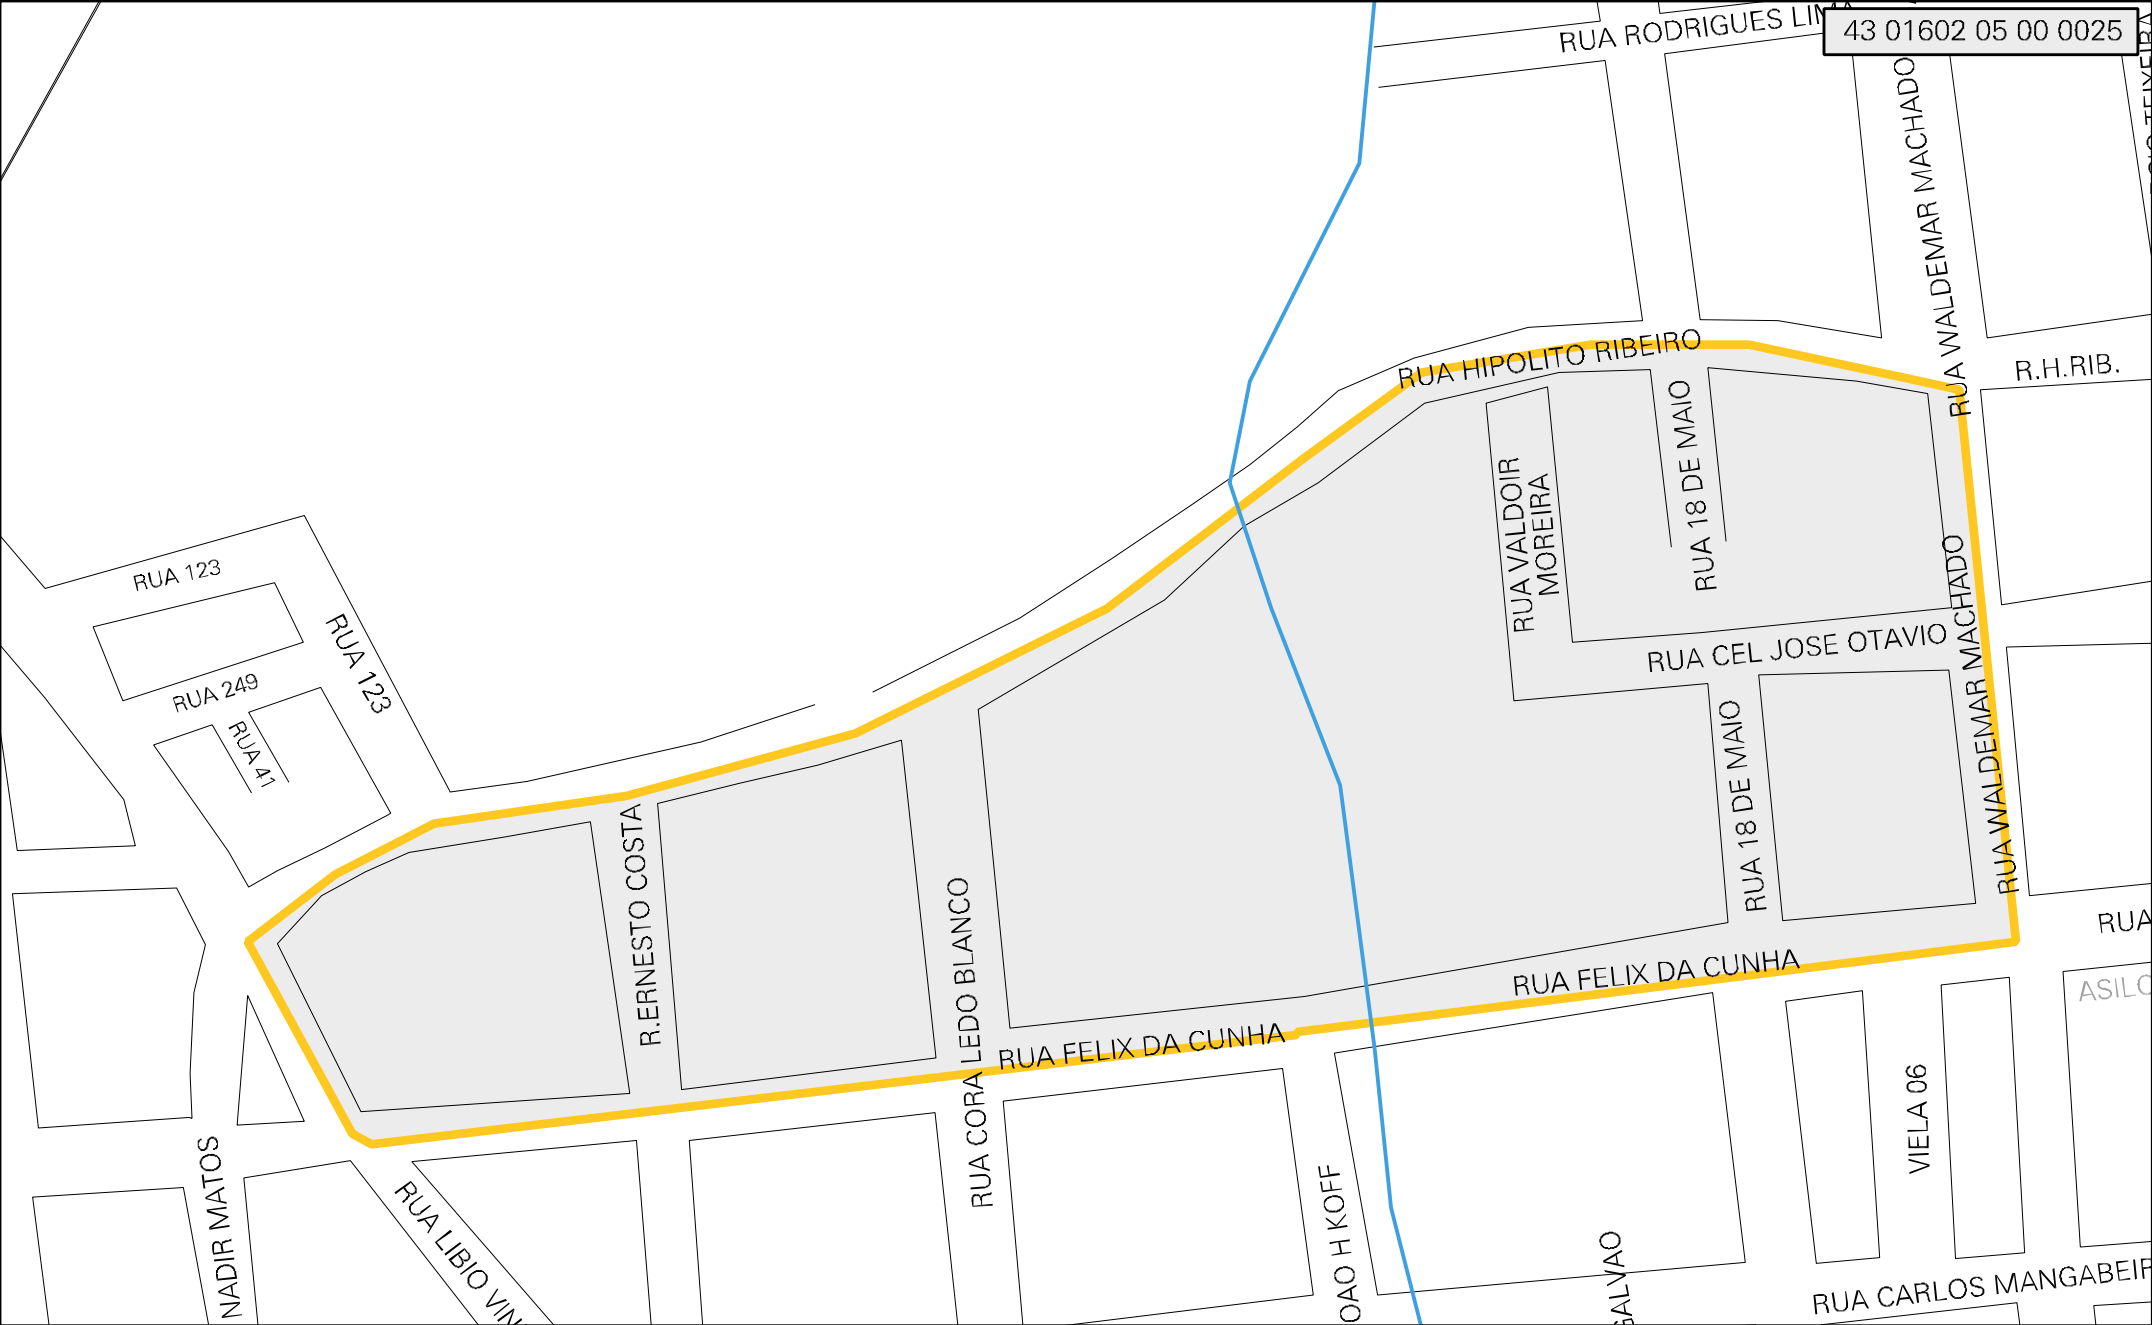 RUA RODRIGUES LIMA
43 01602 05 00 0025
RUA WALDEMAR MACHADO
RUA HIPOLITO RIBEIRO
R.H.RIB.
RUA 18 DE MAIO
RUA VALDOIR
MOREIRA
RUA 123
RUA 123
RUA 249
RUA 41
RUA CEL JOSE OTAVIO
RUA WALDEMAR MACHADO
RUA WALDEMAR MACHADO
RUA 18 DE MAIO
R.ERNESTO COSTA
RUA CORA LEDO BLANCO
RUA FELIX DA CUNHA
RUA FELIX DA CUNHA
RUA
ASILO
VIELA 06
NADIR MATOS
RUA LIBIO VIN
OAO H KOFF
GALVAO
RUA CARLOS MANGABEIR